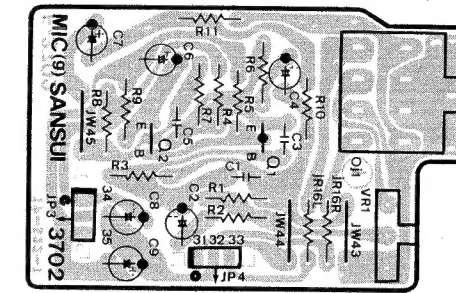 MIC(9) SANSUI
C7
R11
C6
R6
C4
R10
R9
R8
JW45
R7
R4
R5
C5
E
Q2
B
E
Q1
B
C3
R3
C1
R1
R2
JR16L
JR16R
VR1
JW44
JW43
JP3
34
35
3702
C8
C9
C2
31 32 33
JP4